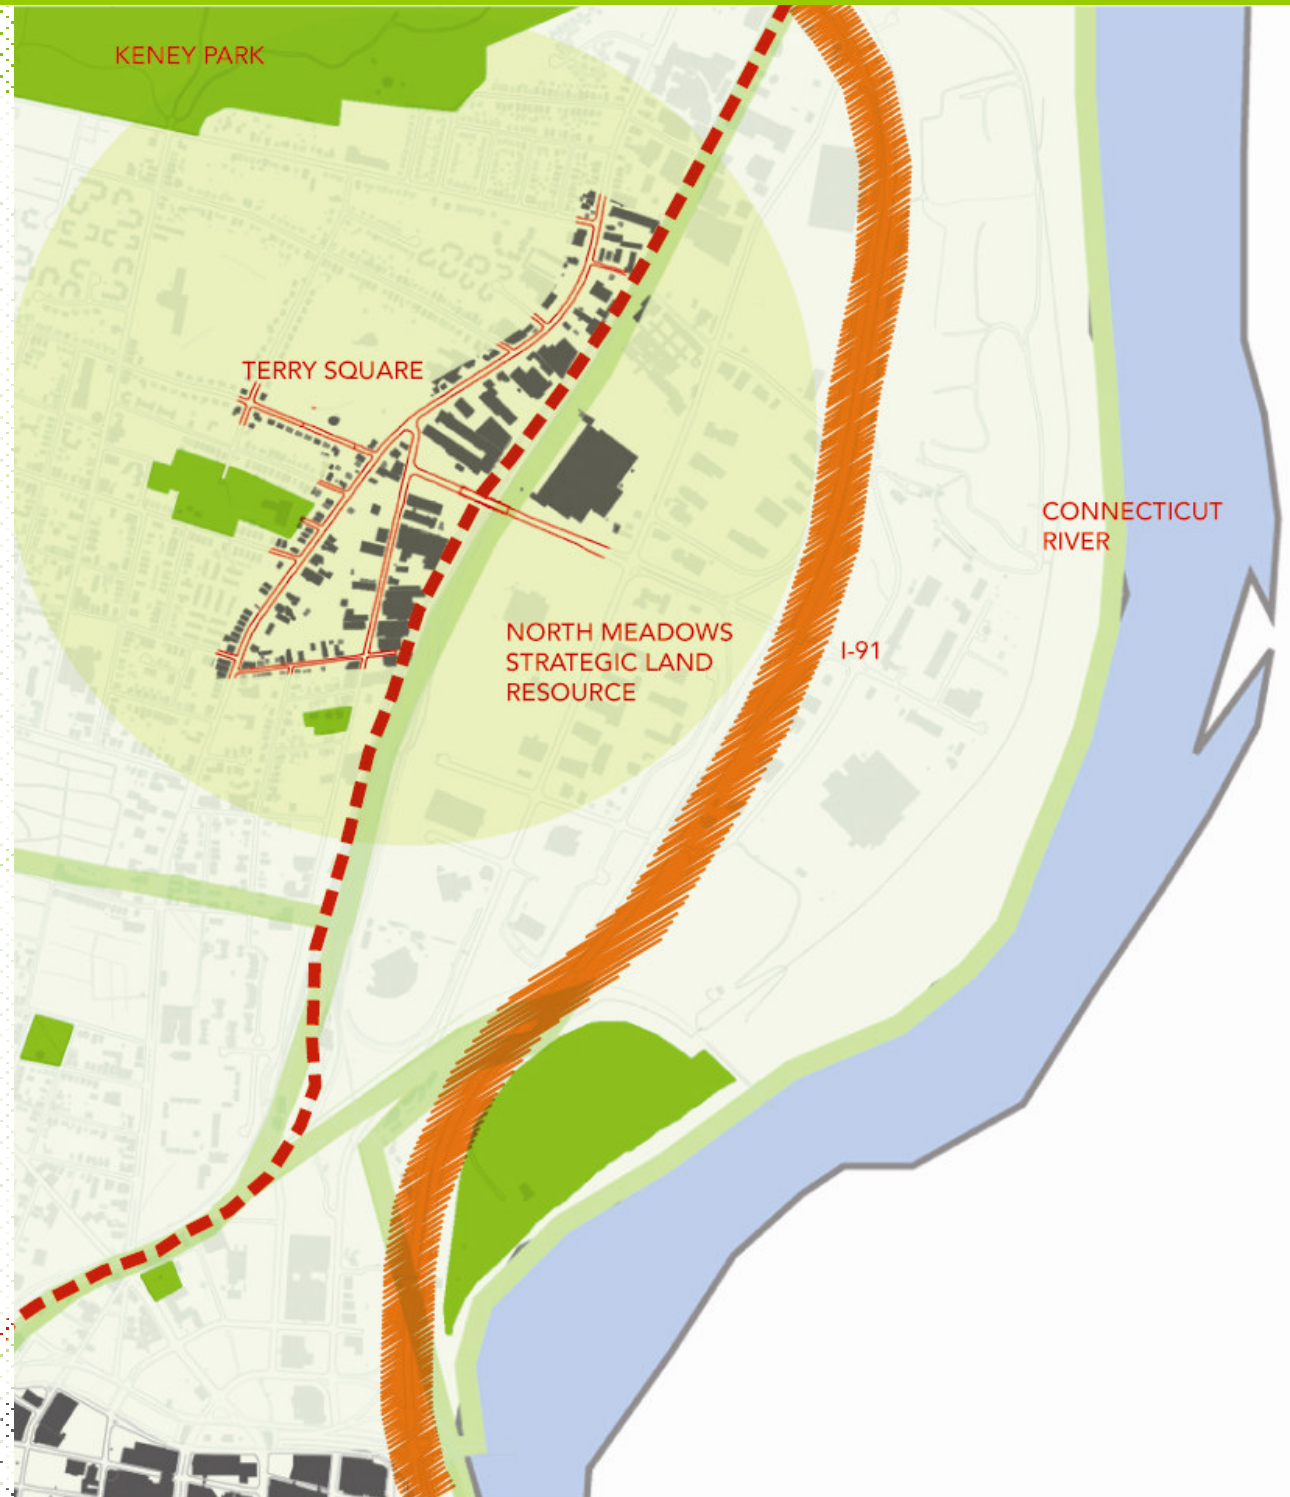 KENEY PARK
TERRY SQUARE
CONNECTICUT
RIVER
NORTH MEADOWS
STRATEGIC LAND
RESOURCE
I-91